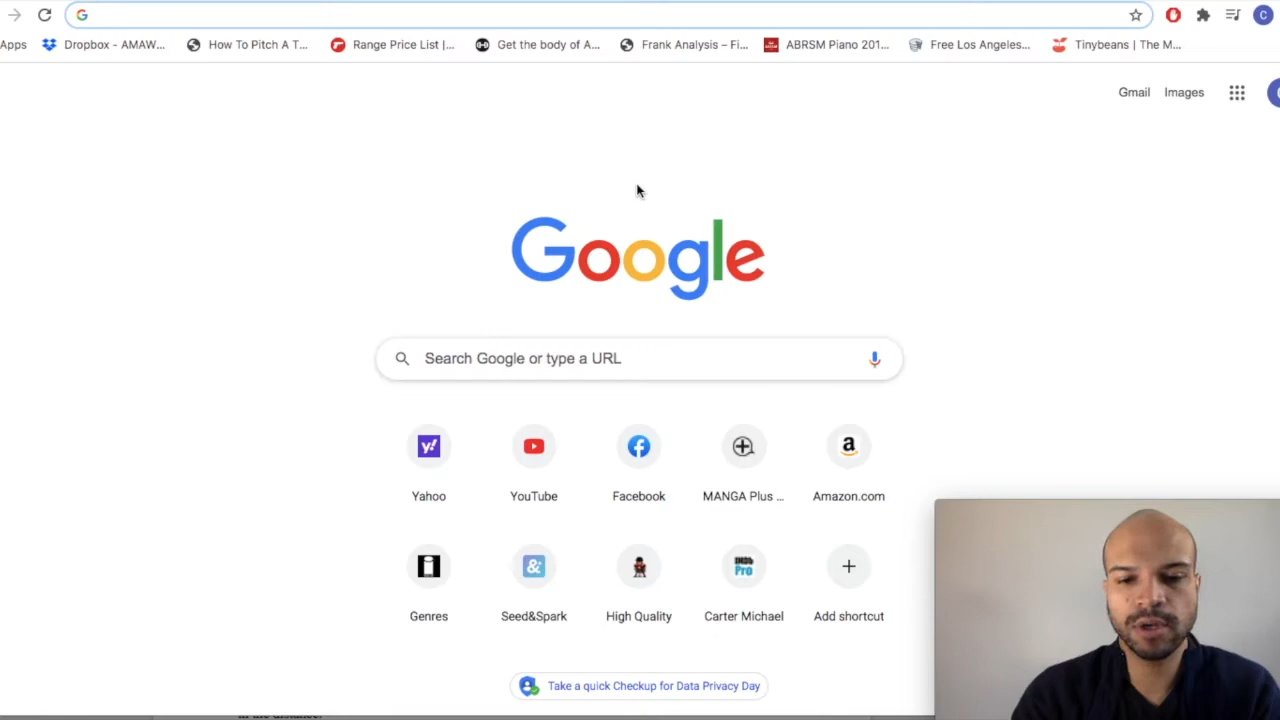 Apps Dropbox - AMAW... How To Pitch A T... Range Price List |... Get the body of A... Frank Analysis – Fi... ABRSM Piano 201... Free Los Angeles... Tinybeans | The M...
Gmail Images
Google
Search Google or type a URL
Yahoo YouTube Facebook MANGA Plus ... Amazon.com
Genres Seed&Spark High Quality Carter Michael Add shortcut
Take a quick Checkup for Data Privacy Day